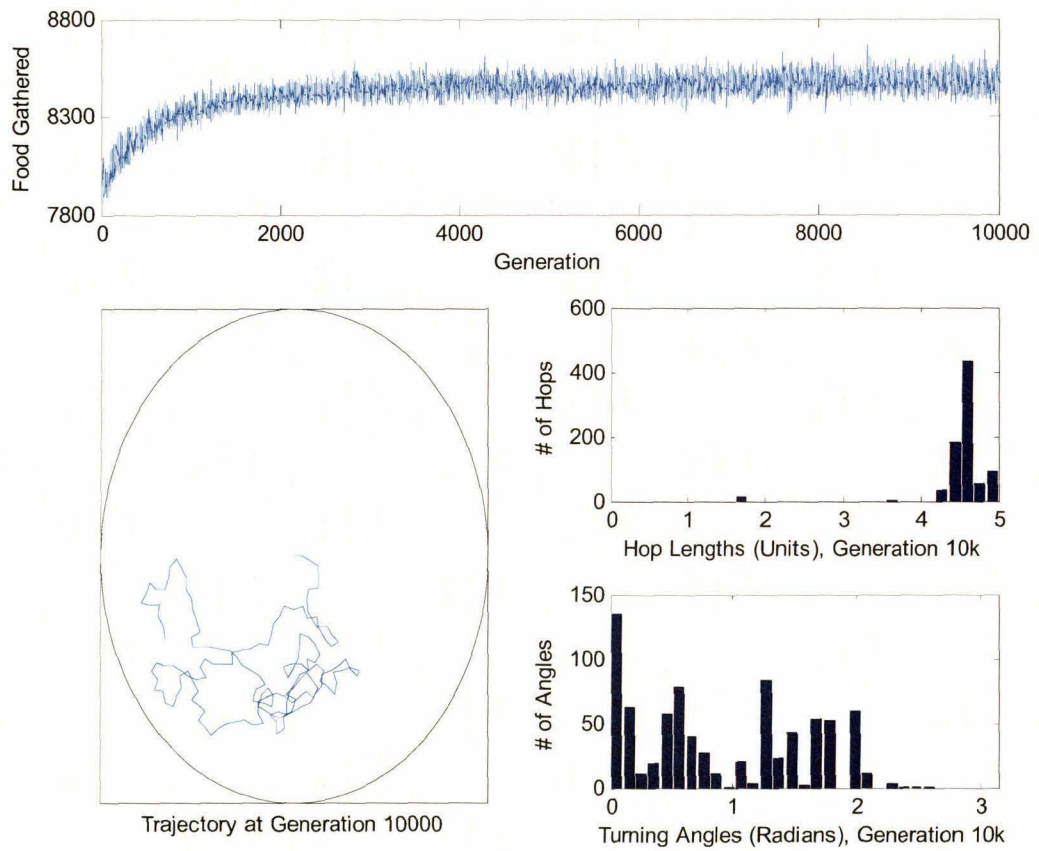 8800
8300
7800
Food Gathered
0 2000 4000 6000 8000 10000
Generation
Trajectory at Generation 10000
600
400
200
0
# of Hops
0 1 2 3 4 5
Hop Lengths (Units), Generation 10k
150
100
50
0
# of Angles
0 1 2 3
Turning Angles (Radians), Generation 10k